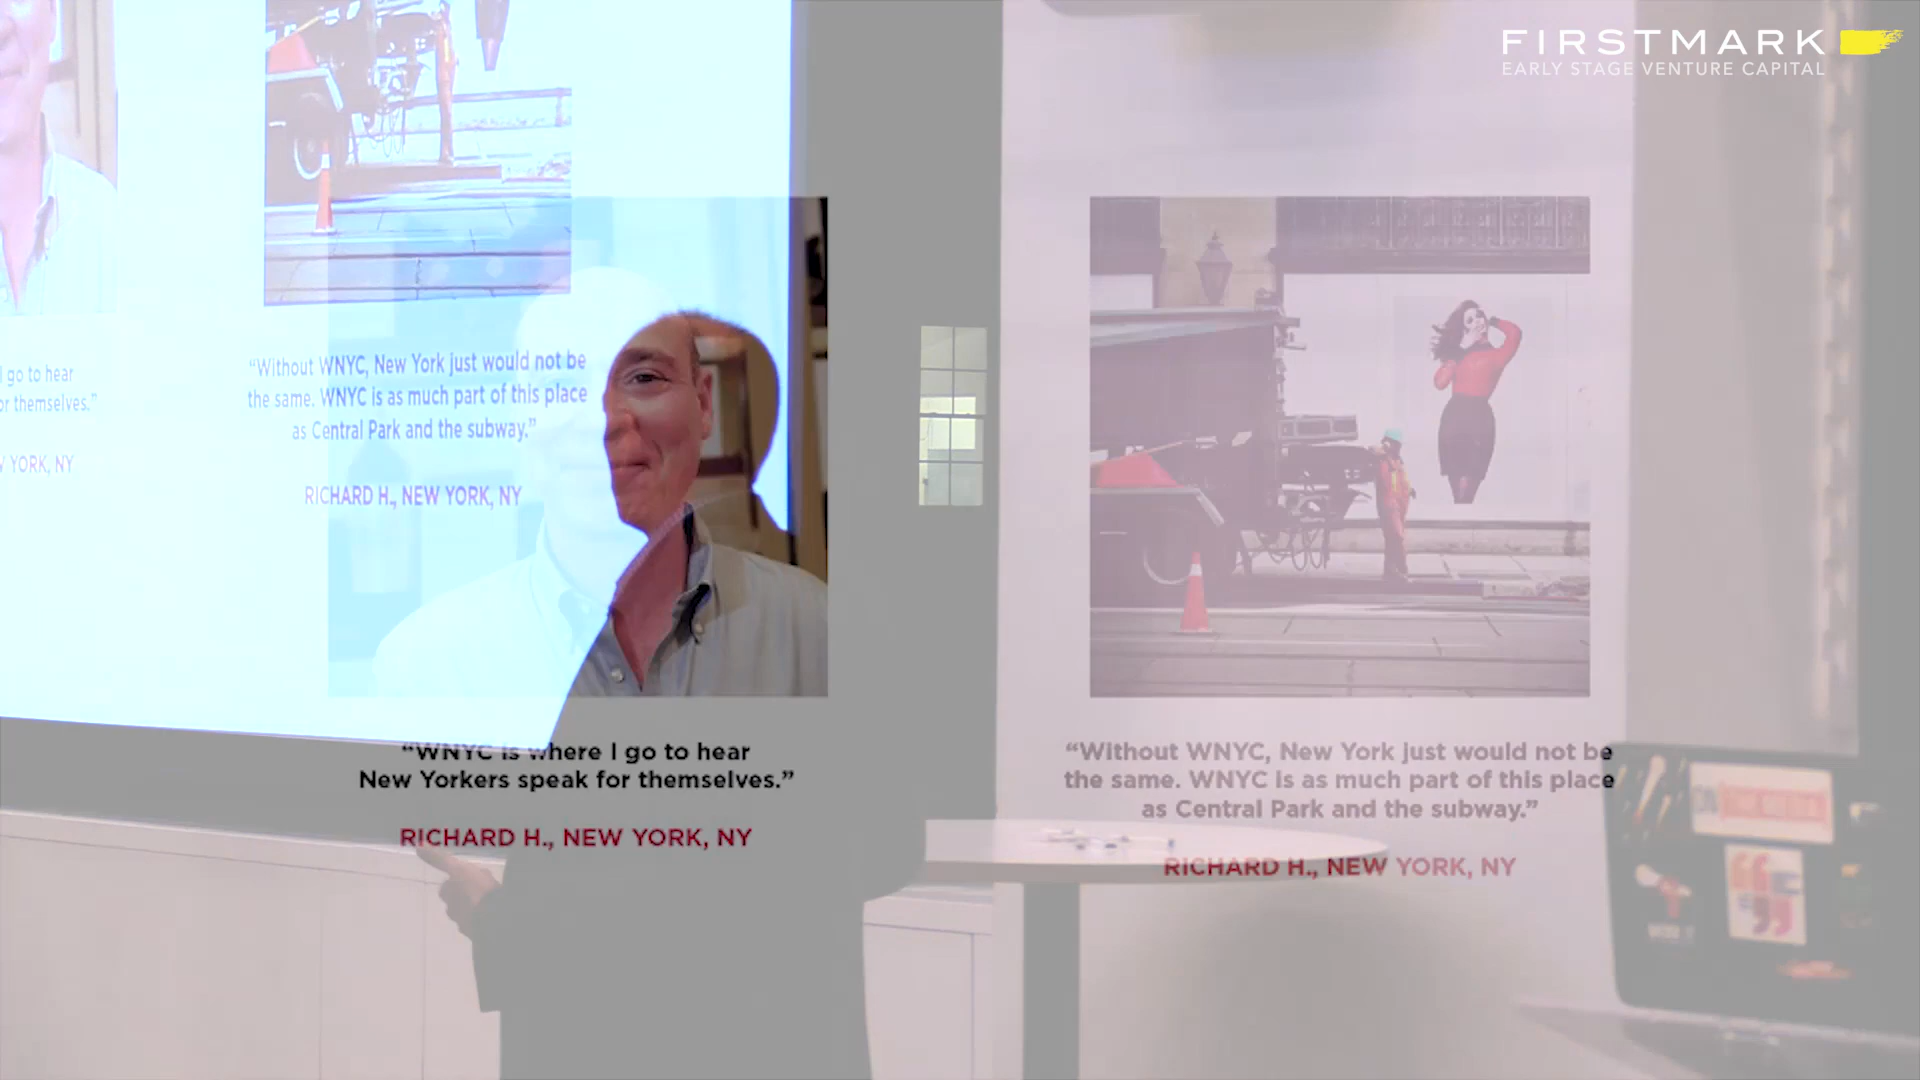 FIRSTMARK
EARLY STAGE VENTURE CAPITAL
I go to hear
or themselves.”
YORK, NY
“Without WNYC, New York just would not be
the same. WNYC is as much part of this place
as Central Park and the subway.”
RICHARD H., NEW YORK, NY
“WNYC is where I go to hear
New Yorkers speak for themselves.”
RICHARD H., NEW YORK, NY
“Without WNYC, New York just would not be
the same. WNYC is as much part of this place
as Central Park and the subway.”
RICHARD H., NEW YORK, NY